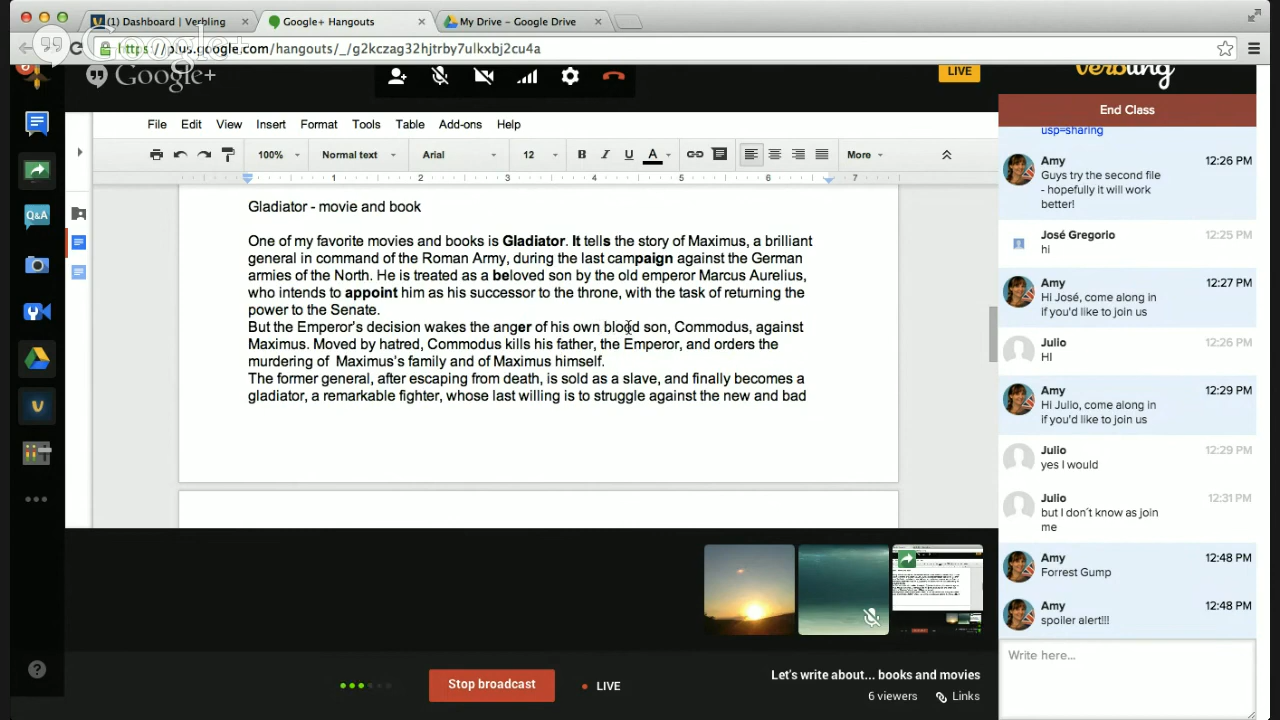 (1) Dashboard | Verbling
Google+ Hangouts
My Drive – Google Drive
https://plus.google.com/hangouts/_/g2kczag32hjtrby7ulkxbj2cu4a
Google+
Google+
LIVE
verbling
End Class
File Edit View Insert Format Tools Table Add-ons Help
100% Normal text Arial 12 B I U A More
1 2 3 4 5 6 7
Q&A
Gladiator - movie and book
One of my favorite movies and books is Gladiator. It tells the story of Maximus, a brilliant
general in command of the Roman Army, during the last campaign against the German
armies of the North. He is treated as a beloved son by the old emperor Marcus Aurelius,
who intends to appoint him as his successor to the throne, with the task of returning the
power to the Senate.
But the Emperor's decision wakes the anger of his own blood son, Commodus, against
Maximus. Moved by hatred, Commodus kills his father, the Emperor, and orders the
murdering of Maximus's family and of Maximus himself.
The former general, after escaping from death, is sold as a slave, and finally becomes a
gladiator, a remarkable fighter, whose last willing is to struggle against the new and bad
usp=sharing
Amy 12:26 PM
Guys try the second file
- hopefully it will work
better!
José Gregorio 12:25 PM
hi
Amy 12:27 PM
Hi José, come along in
if you'd like to join us
Julio 12:26 PM
HI
Amy 12:29 PM
Hi Julio, come along in
if you'd like to join us
Julio 12:29 PM
yes I would
Julio 12:31 PM
but I don´t know as join
me
Amy 12:48 PM
Forrest Gump
Amy 12:48 PM
spoiler alert!!!
Write here...
Stop broadcast
LIVE
Let's write about... books and movies
6 viewers Links